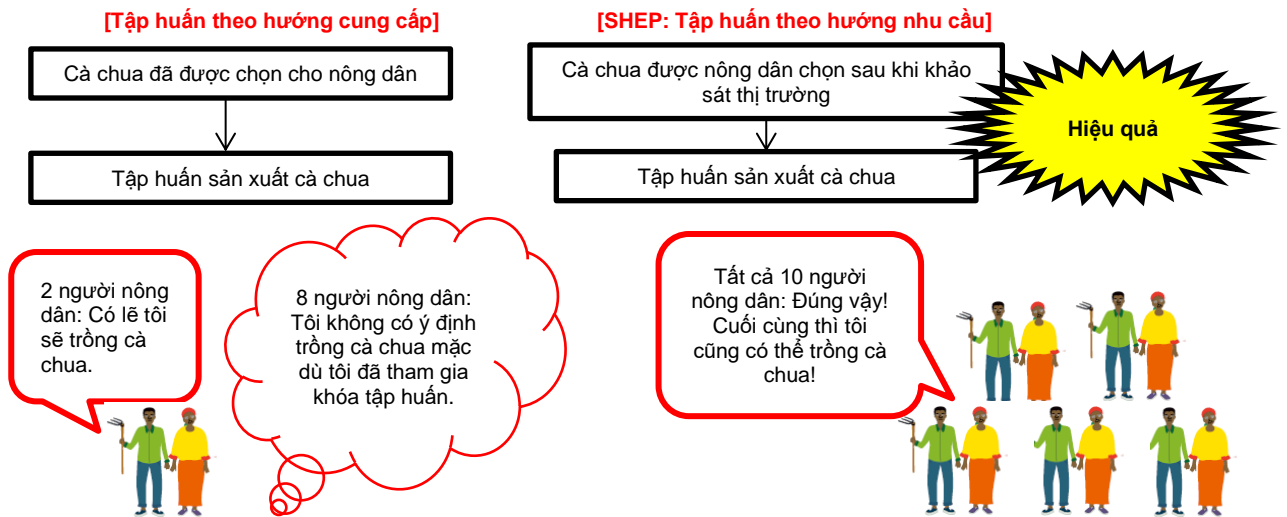 [Tập huấn theo hướng cung cấp]
Cà chua đã được chọn cho nông dân
Tập huấn sản xuất cà chua
2 người nông
dân: Có lẽ tôi
sẽ trồng cà
chua.
8 người nông dân:
Tôi không có ý định
trồng cà chua mặc
dù tôi đã tham gia
khóa tập huấn.
[SHEP: Tập huấn theo hướng nhu cầu]
Cà chua được nông dân chọn sau khi khảo
sát thị trường
Tập huấn sản xuất cà chua
Hiệu quả
Tất cả 10 người
nông dân: Đúng vậy!
Cuối cùng thì tôi
cũng có thể trồng cà
chua!